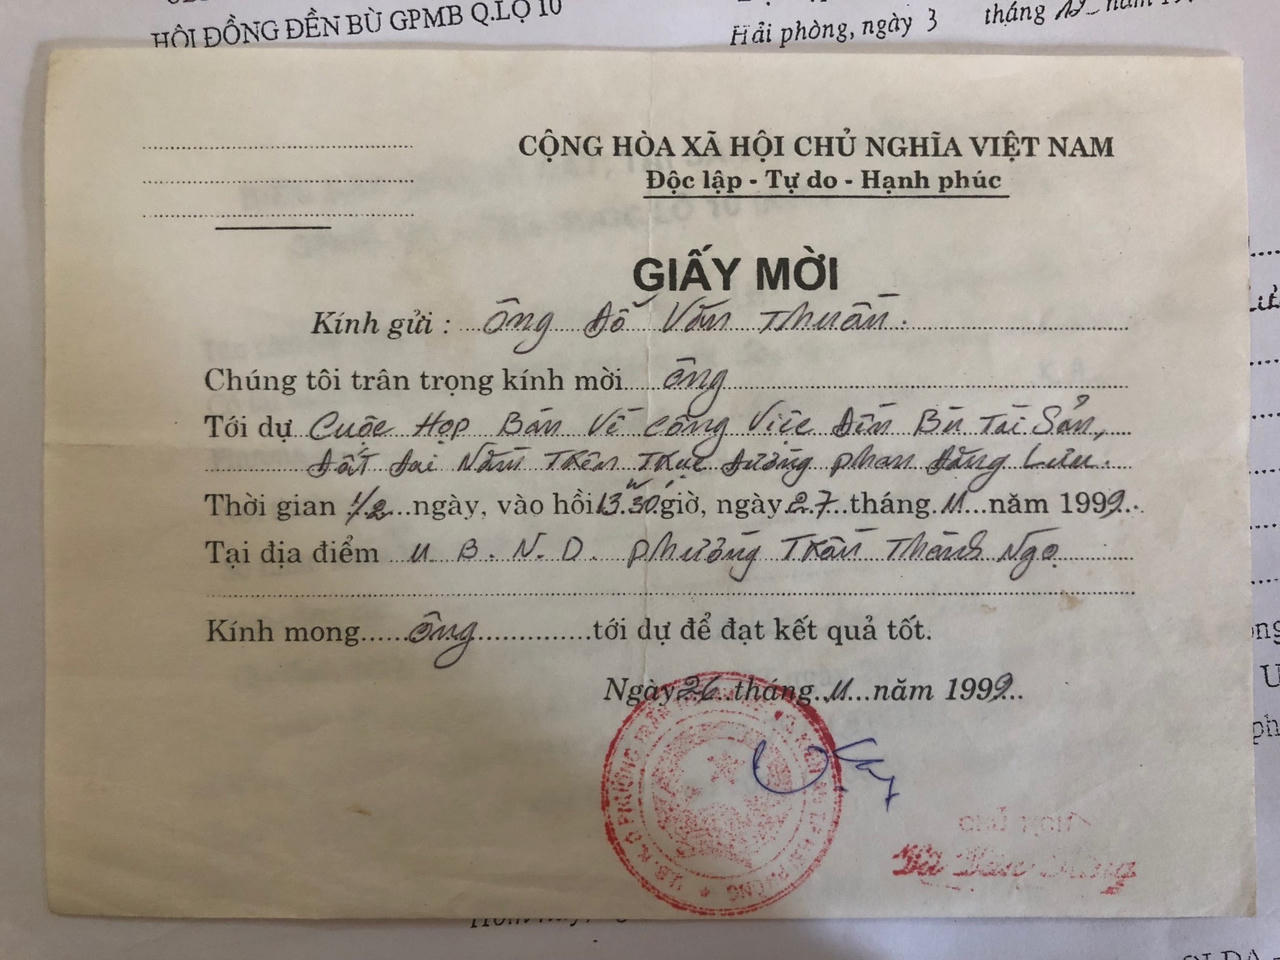 HỘI ĐỒNG ĐỀN BÙ GPMB Q.LỘ 10
Hải phòng, ngày 3 tháng 12 năm
CỘNG HÒA XÃ HỘI CHỦ NGHĨA VIỆT NAM
Độc lập - Tự do - Hạnh phúc
GIẤY MỜI
Kính gửi : Ông Đỗ Văn Thuấn.
Chúng tôi trân trọng kính mời ông
Tới dự Cuộc Họp Bàn Về Công Việc Đền Bù Tài Sản,
Đất Đai Nằm Trên Trục Đường Phan Đăng Lưu.
Thời gian 1/2 ngày, vào hồi 13h30' giờ, ngày 27 tháng 11 năm 1999
Tại địa điểm U.B.N.D. Phường Trần Thành Ngọ
Kính mong ông tới dự để đạt kết quả tốt.
Ngày 26 tháng 11 năm 1999
CHỦ TỊCH